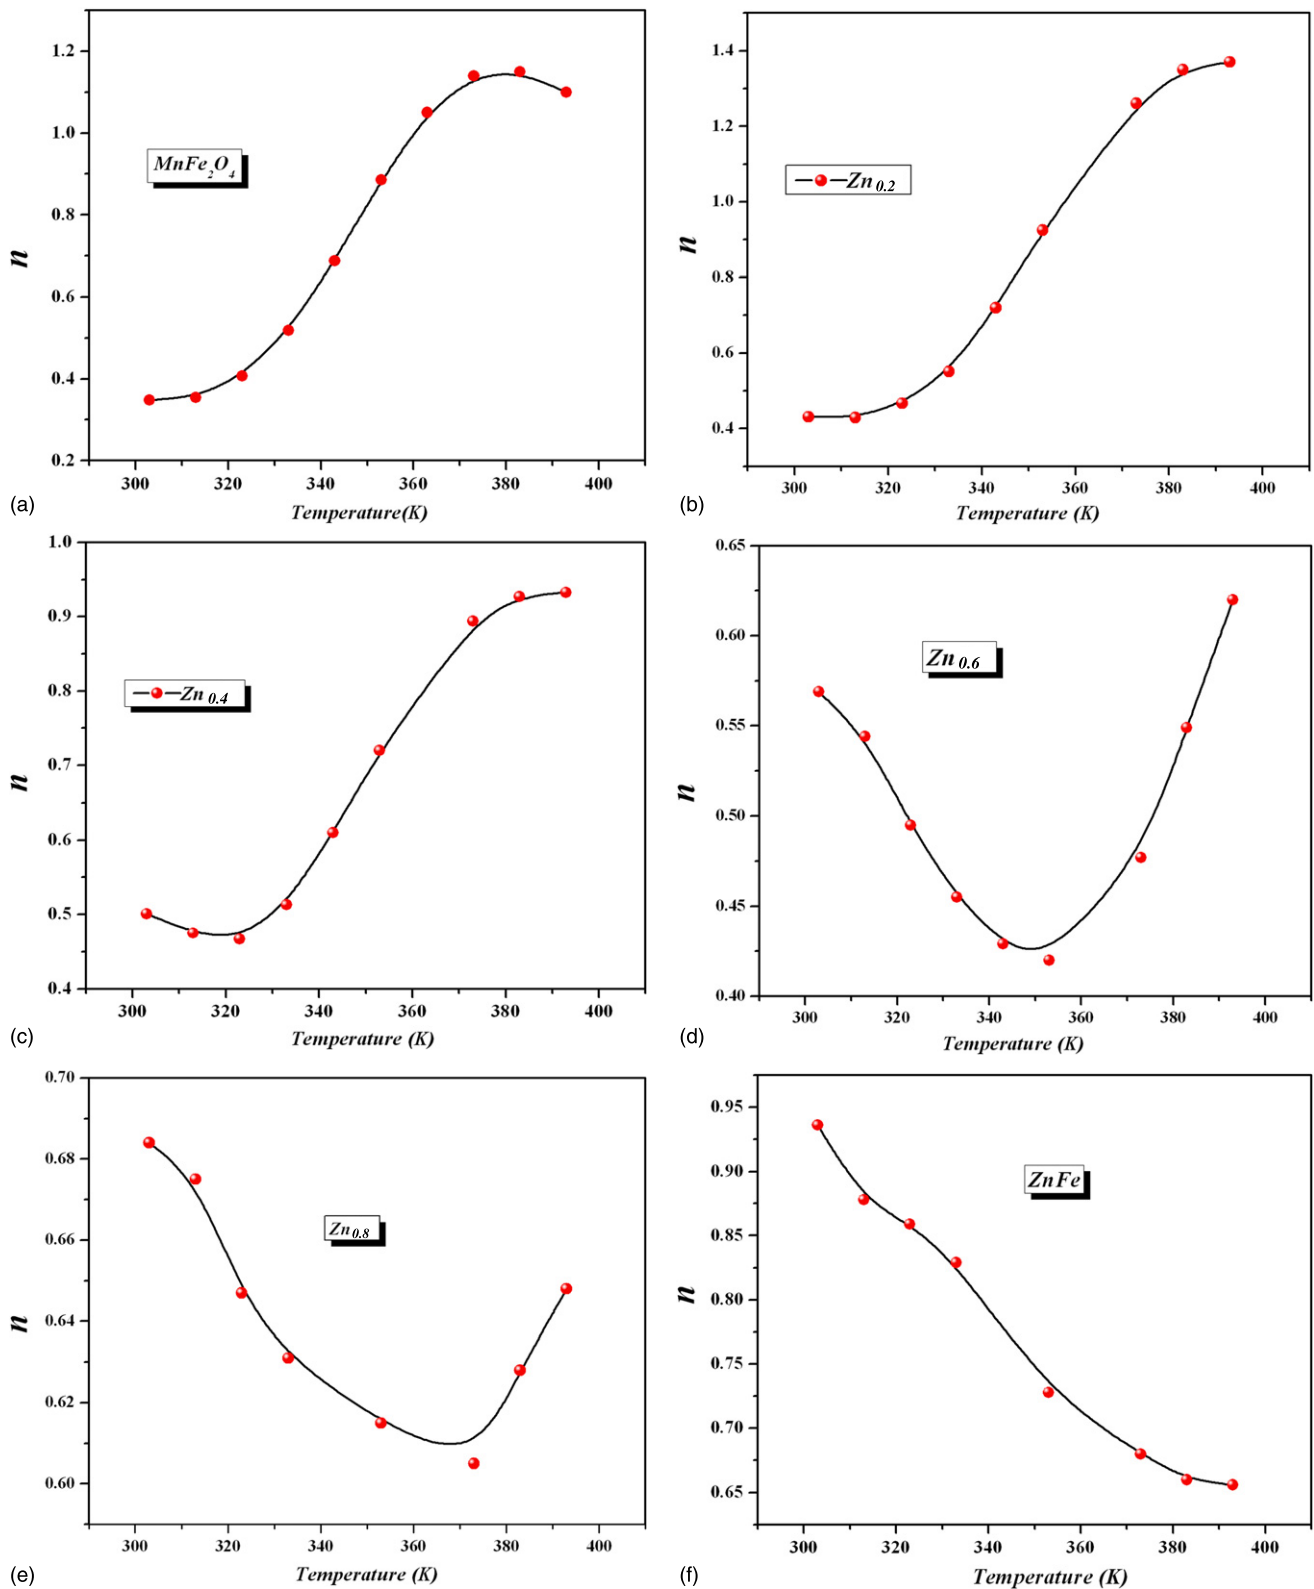 1.2
1.0
0.8
0.6
0.4
0.2
n
MnFe2O4
300 320 340 360 380 400
Temperature(K)
(a)
1.4
1.2
1.0
0.8
0.6
0.4
n
Zn 0.2
300 320 340 360 380 400
Temperature (K)
(b)
1.0
0.9
0.8
0.7
0.6
0.5
0.4
n
Zn 0.4
300 320 340 360 380 400
Temperature (K)
(c)
0.65
0.60
0.55
0.50
0.45
0.40
n
Zn 0.6
300 320 340 360 380 400
Temperature (K)
(d)
0.70
0.68
0.66
0.64
0.62
0.60
n
Zn 0.8
300 320 340 360 380 400
Temperature (K)
(e)
0.95
0.90
0.85
0.80
0.75
0.70
0.65
n
ZnFe
300 320 340 360 380 400
Temperature (K)
(f)